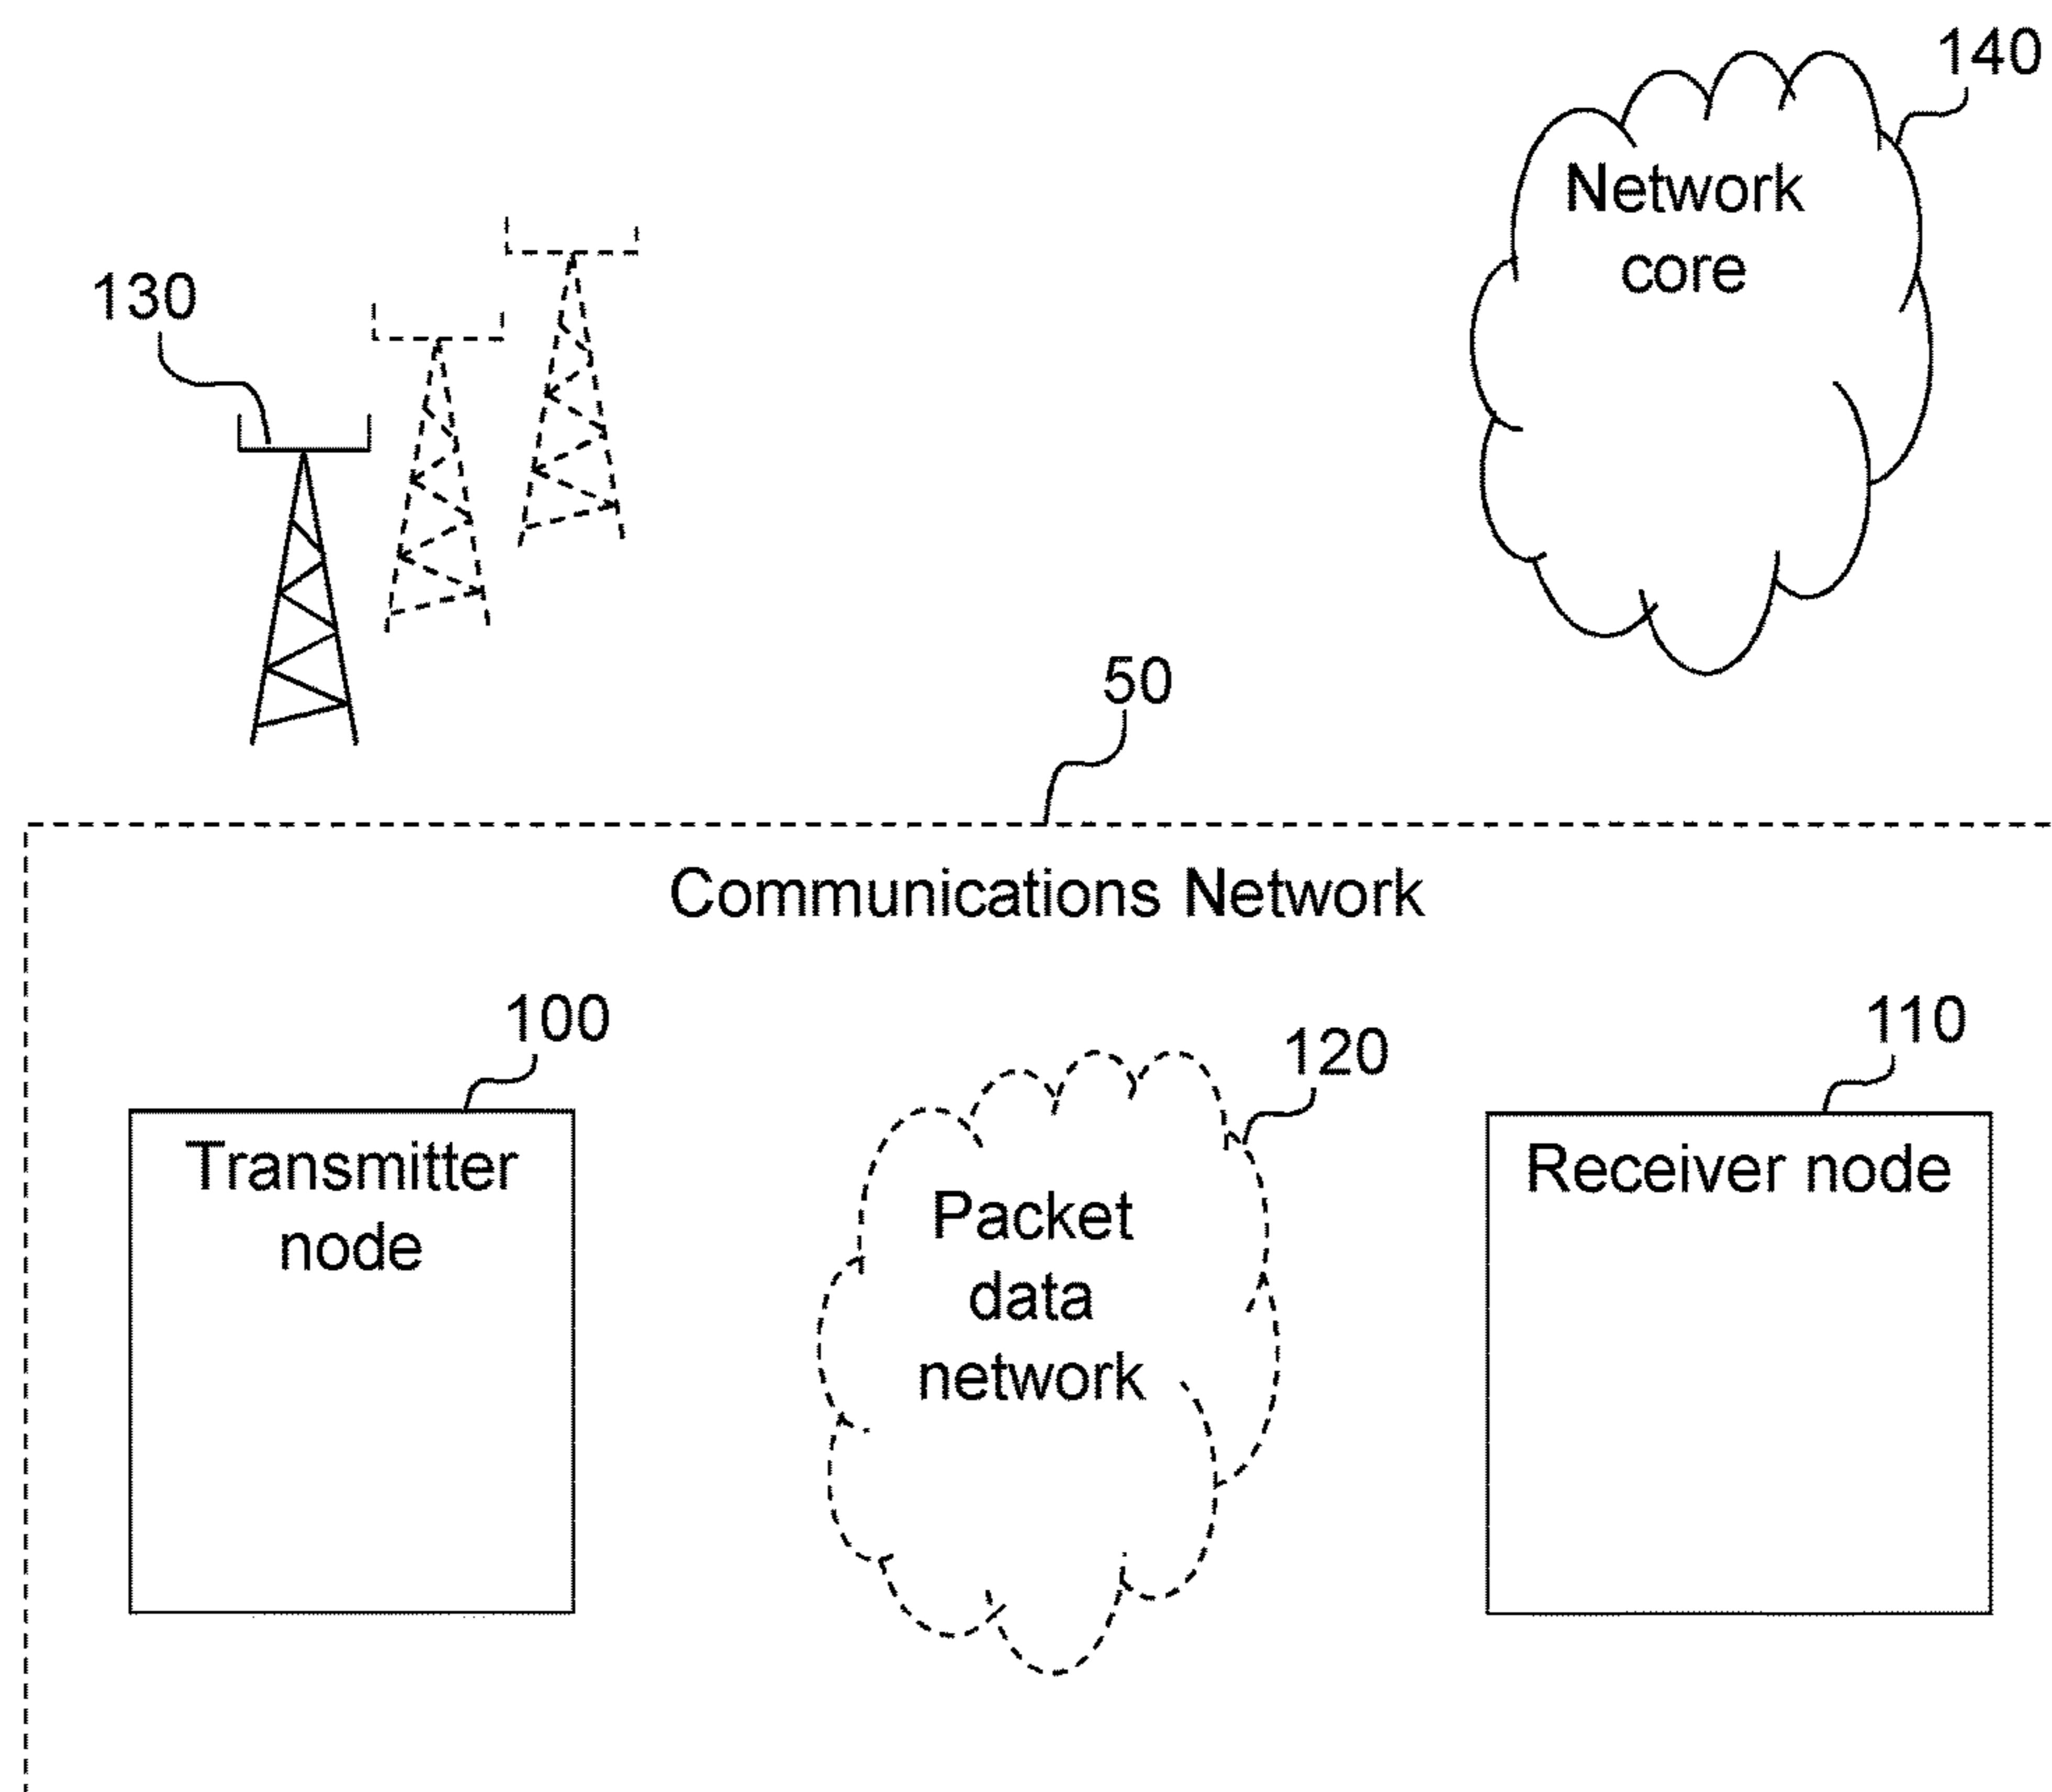 140
Network
core
130
50
Communications Network
100
120
110
Transmitter
node
Packet
data
network
Receiver node